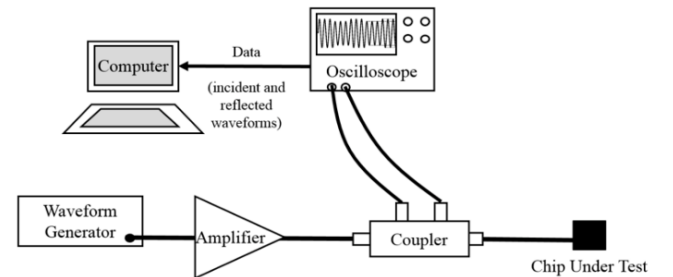 Computer
Data
(incident and
reflected
waveforms)
Oscilloscope
Waveform
Generator
Amplifier
Coupler
Chip Under Test